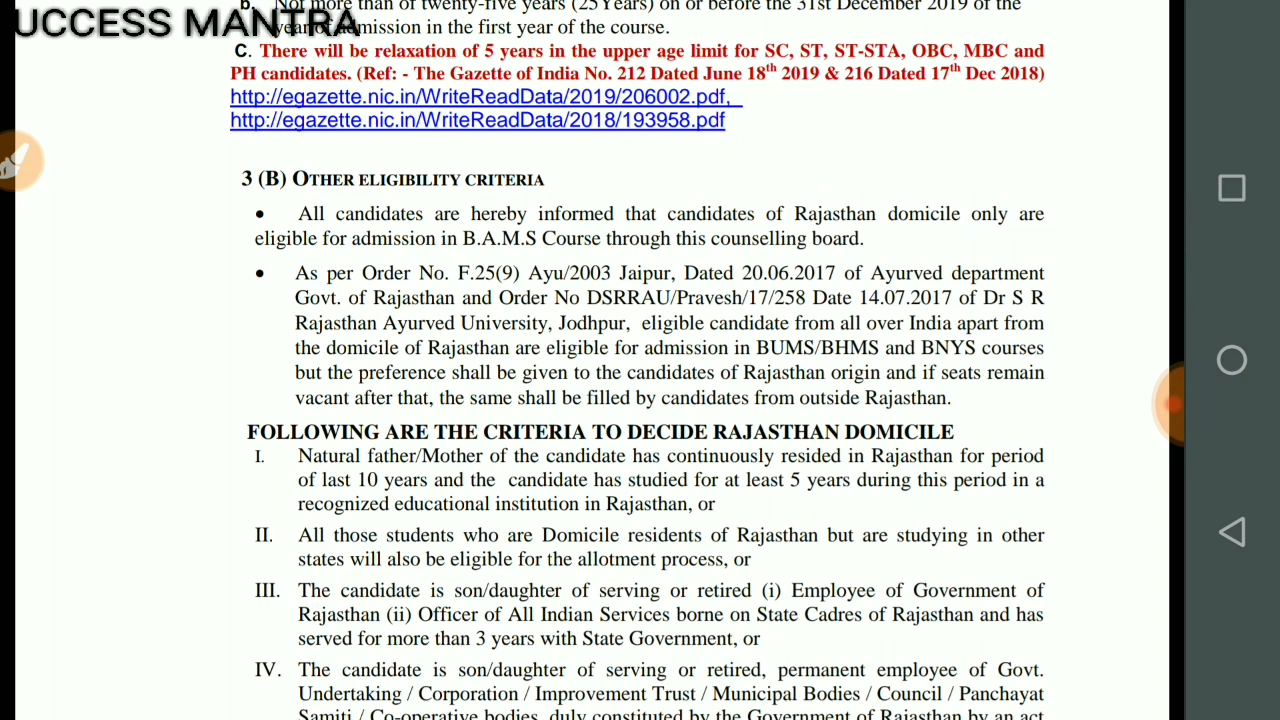 UCCESS MANTRA
b. Not more than of twenty-five years (25Years) on or before the 31st December 2019 of the
year of admission in the first year of the course.
C. There will be relaxation of 5 years in the upper age limit for SC, ST, ST-STA, OBC, MBC and
PH candidates. (Ref: - The Gazette of India No. 212 Dated June 18th 2019 & 216 Dated 17th Dec 2018)
http://egazette.nic.in/WriteReadData/2019/206002.pdf,
http://egazette.nic.in/WriteReadData/2018/193958.pdf
3 (B) OTHER ELIGIBILITY CRITERIA
• All candidates are hereby informed that candidates of Rajasthan domicile only are
eligible for admission in B.A.M.S Course through this counselling board.
• As per Order No. F.25(9) Ayu/2003 Jaipur, Dated 20.06.2017 of Ayurved department
Govt. of Rajasthan and Order No DSRRAU/Pravesh/17/258 Date 14.07.2017 of Dr S R
Rajasthan Ayurved University, Jodhpur, eligible candidate from all over India apart from
the domicile of Rajasthan are eligible for admission in BUMS/BHMS and BNYS courses
but the preference shall be given to the candidates of Rajasthan origin and if seats remain
vacant after that, the same shall be filled by candidates from outside Rajasthan.
FOLLOWING ARE THE CRITERIA TO DECIDE RAJASTHAN DOMICILE
I. Natural father/Mother of the candidate has continuously resided in Rajasthan for period
of last 10 years and the candidate has studied for at least 5 years during this period in a
recognized educational institution in Rajasthan, or
II. All those students who are Domicile residents of Rajasthan but are studying in other
states will also be eligible for the allotment process, or
III. The candidate is son/daughter of serving or retired (i) Employee of Government of
Rajasthan (ii) Officer of All Indian Services borne on State Cadres of Rajasthan and has
served for more than 3 years with State Government, or
IV. The candidate is son/daughter of serving or retired, permanent employee of Govt.
Undertaking / Corporation / Improvement Trust / Municipal Bodies / Council / Panchayat
Samiti / Co-operative bodies, duly constituted by the Government of Rajasthan by an act